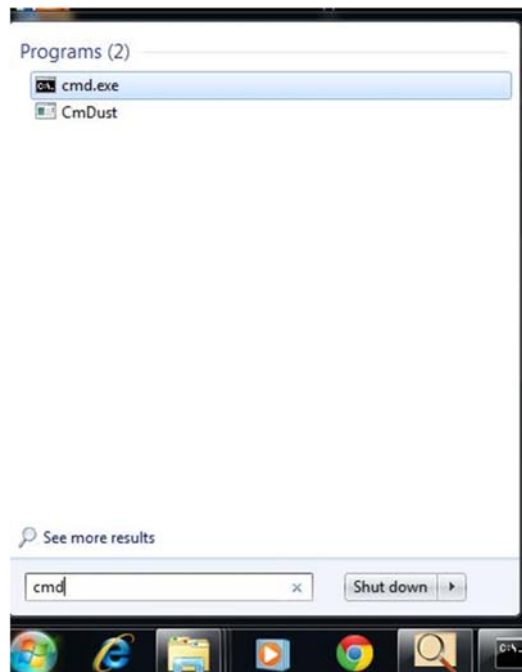 Programs (2)
cmd.exe
CmDust
See more results
cmd
Shut down